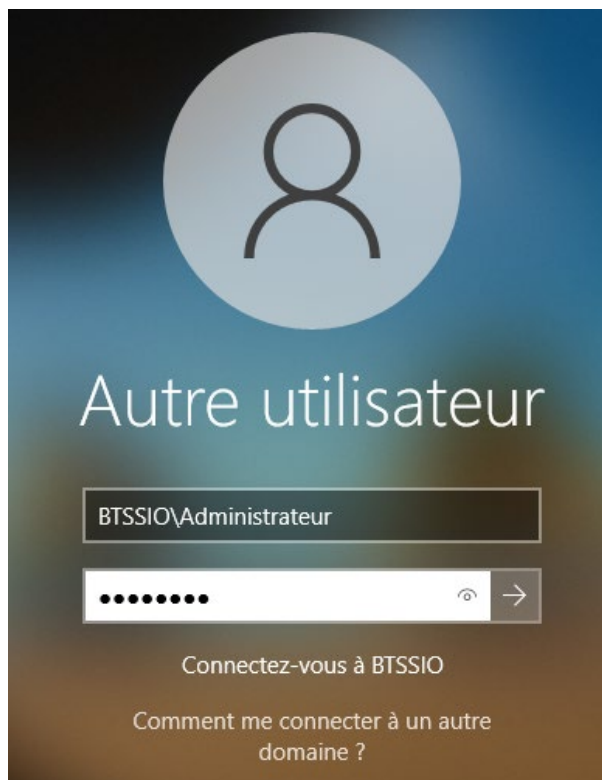 Autre utilisateur
BTSSIO\Administrateur
••••••••
Connectez-vous à BTSSIO
Comment me connecter à un autre
domaine ?